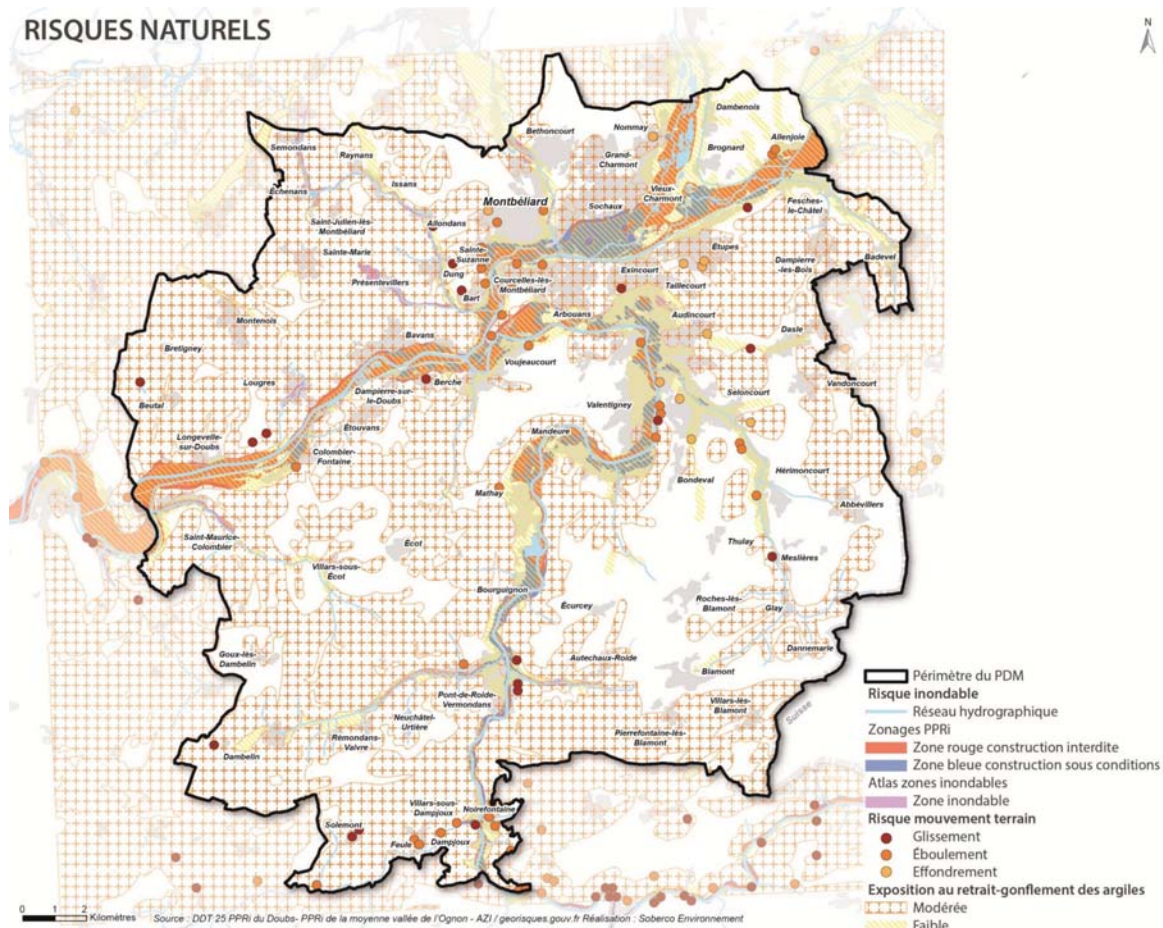 RISQUES NATURELS
N
Dambenois
Nommay
Bethoncourt
Allenjoie
Semondans
Raynans
Grand-
Charmont
Brognard
Issans
Vieux-
Charmont
Échenans
Montbéliard
Sochaux
Fesches-
le-Châtel
Saint-Julien-lès-
Montbéliard
Allondans
Sainte-Marie
Sainte-
Suzanne
Étupes
Dampierre
-les-Bois
Badevel
Dung
Exincourt
Présentevillers
Courcelles-lès-
Montbéliard
Taillecourt
Bart
Arbouans
Audincourt
Montenois
Bavans
Dasle
Bretigney
Voujeaucourt
Lougres
Berche
Dampierre-sur-
le-Doubs
Seloncourt
Vandoncourt
Beutal
Valentigney
Étouvans
Mandeure
Longevelle-
sur-Doubs
Colombier-
Fontaine
Hérimoncourt
Bondeval
Mathay
Abbévillers
Saint-Maurice-
Colombier
Écot
Thulay
Meslières
Villars-sous-
Écot
Bourguignon
Roches-lès-
Blamont
Glay
Écurcey
Dannemarie
Goux-lès-
Dambelin
Autechaux-Roide
Blamont
Pont-de-Roide-
Vermondans
Villars-lès-
Blamont
Suisse
Neuchâtel-
Urtière
Rémondans-
Vaivre
Pierrefontaine-lès-
Blamont
Dambelin
Villars-sous-
Dampjoux
Noirefontaine
Solemont
Feule
Dampjoux
Périmètre du PDM
Risque inondable
Réseau hydrographique
Zonages PPRi
Zone rouge construction interdite
Zone bleue construction sous conditions
Atlas zones inondables
Zone inondable
Risque mouvement terrain
Glissement
Éboulement
Effondrement
Exposition au retrait-gonflement des argiles
Modérée
Faible
0 1 2
Kilomètres
Source : DDT 25 PPRi du Doubs- PPRi de la moyenne vallée de l'Ognon - AZI / georisques.gouv.fr Réalisation : Soberco Environnement